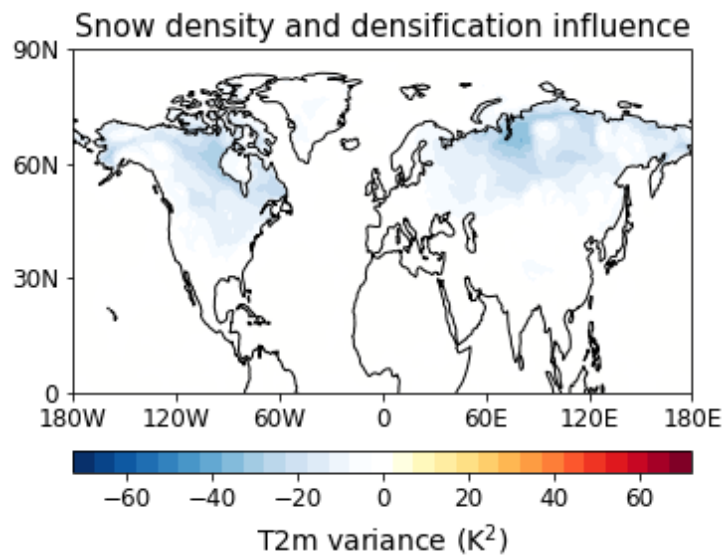 Snow density and densification influence
90N
60N
30N
0
180W 120W 60W 0 60E 120E 180E
−60 −40 −20 0 20 40 60
T2m variance (K²)